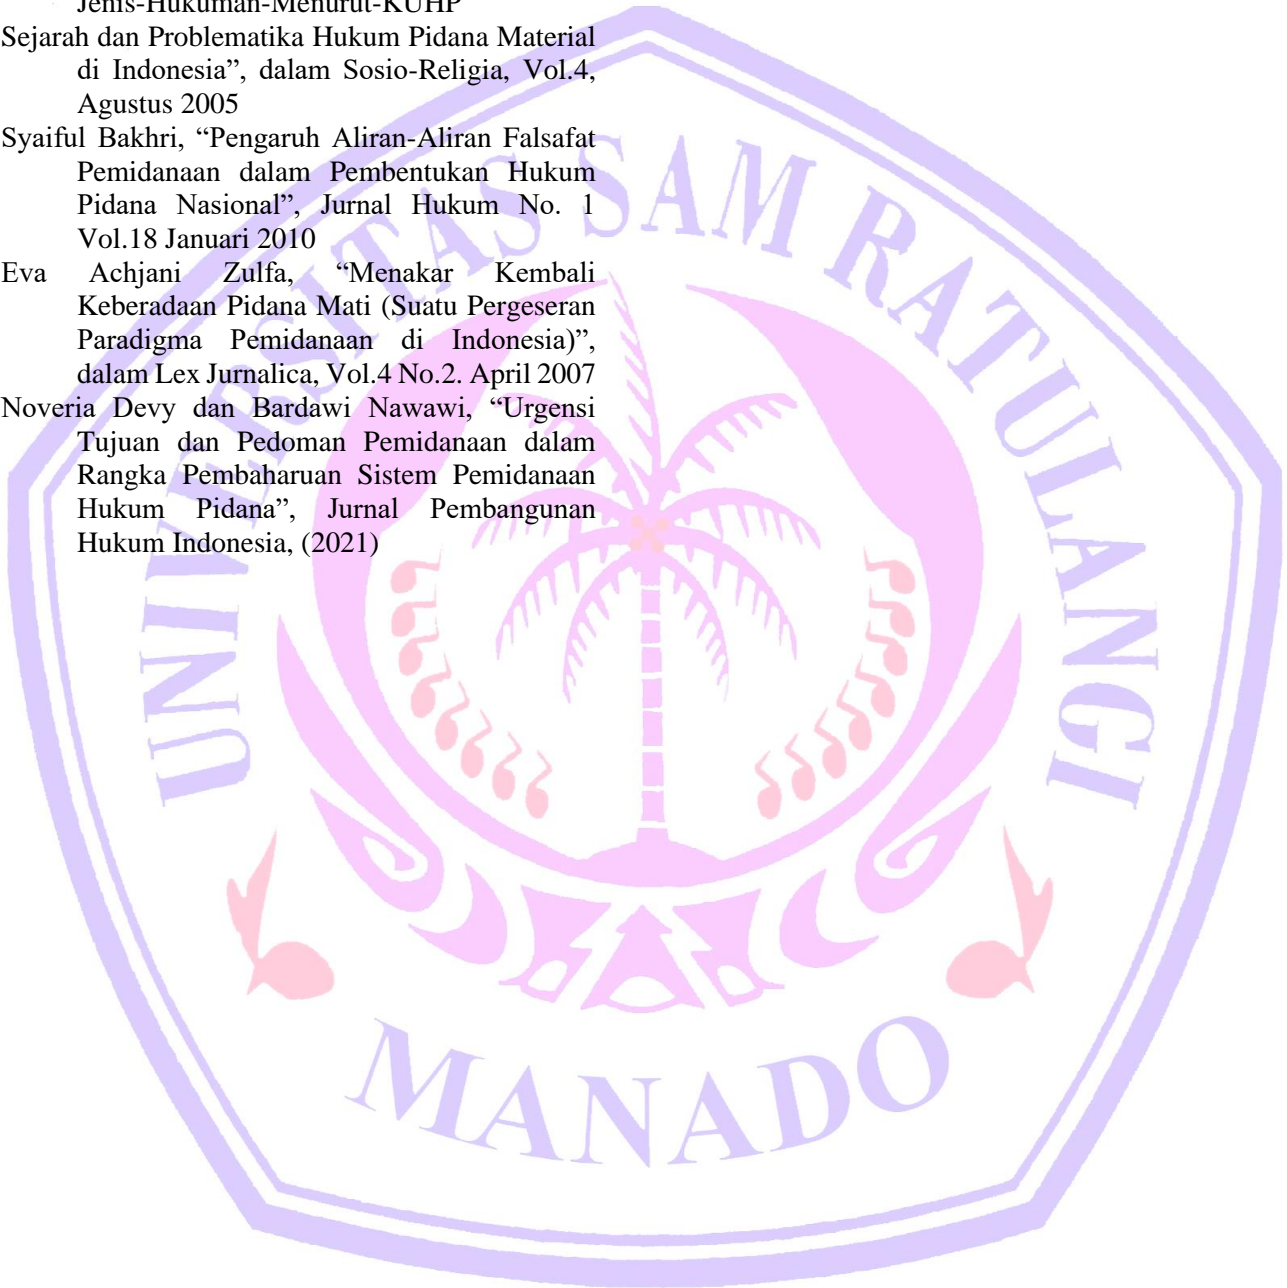 Jenis-Hukuman-Menurut-KUHP
Sejarah dan Problematika Hukum Pidana Material
di Indonesia”, dalam Sosio-Religia, Vol.4,
Agustus 2005
Syaiful Bakhri, “Pengaruh Aliran-Aliran Falsafat
Pemidanaan dalam Pembentukan Hukum
Pidana Nasional”, Jurnal Hukum No. 1
Vol.18 Januari 2010
Eva Achjani Zulfa, “Menakar Kembali
Keberadaan Pidana Mati (Suatu Pergeseran
Paradigma Pemidanaan di Indonesia)”,
dalam Lex Jurnalica, Vol.4 No.2. April 2007
Noveria Devy dan Bardawi Nawawi, “Urgensi
Tujuan dan Pedoman Pemidanaan dalam
Rangka Pembaharuan Sistem Pemidanaan
Hukum Pidana”, Jurnal Pembangunan
Hukum Indonesia, (2021)
UNIVERSITAS SAM RATULANGI
MANADO